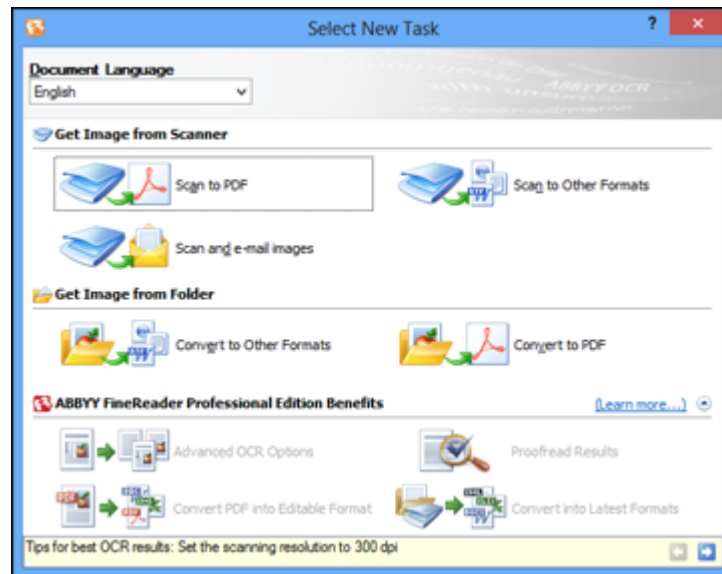 Select New Task
?
Document Language
English
ABBYY OCR
Get Image from Scanner
Scan to PDF
Scan to Other Formats
Scan and e-mail images
Get Image from Folder
Convert to Other Formats
Convert to PDF
ABBYY FineReader Professional Edition Benefits
(Learn more...)
Advanced OCR Options
Proofread Results
Convert PDF into Editable Format
Convert into Latest Formats
Tips for best OCR results: Set the scanning resolution to 300 dpi